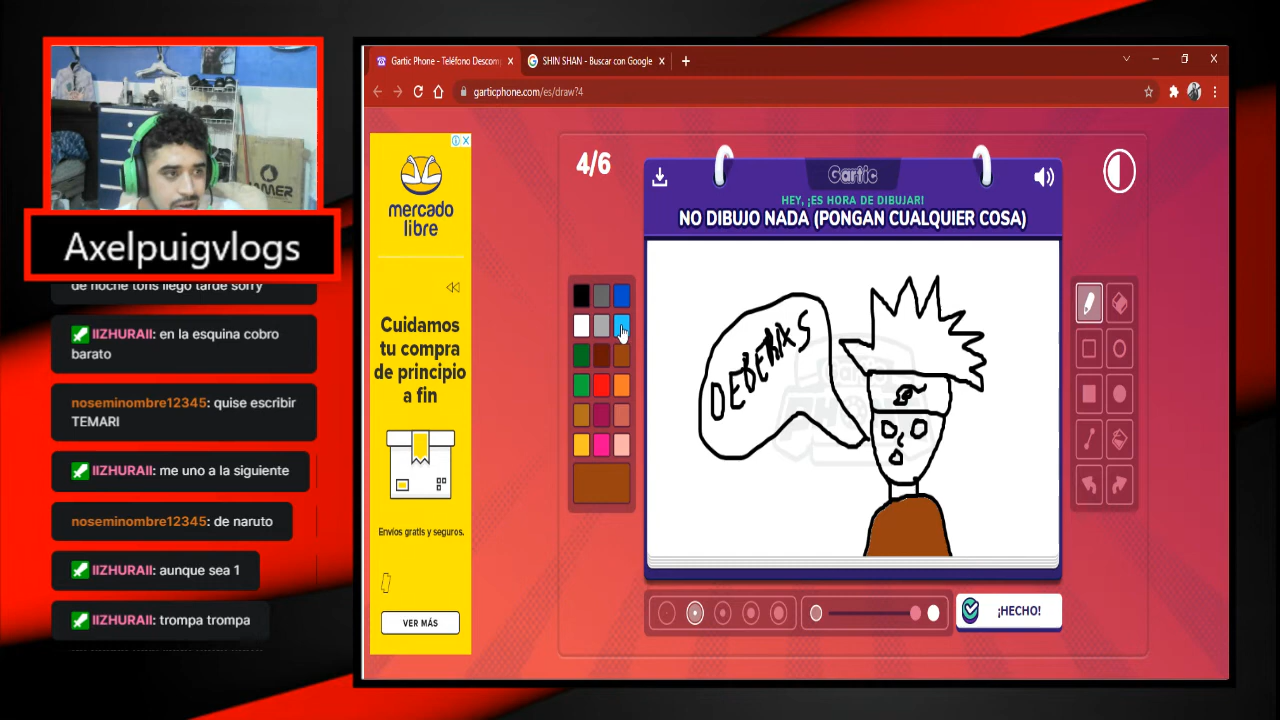 Gartic Phone - Teléfono Descomp
SHIN SHAN - Buscar con Google
garticphone.com/es/draw?4
Axelpuigvlogs
de noche tons llego tarde sorry
IIZHURAII: en la esquina cobro
barato
noseminombre12345: quise escribir
TEMARI
IIZHURAII: me uno a la siguiente
noseminombre12345: de naruto
IIZHURAII: aunque sea 1
IIZHURAII: trompa trompa
mercado
libre
Cuidamos
tu compra
de principio
a fin
Envíos gratis y seguros.
VER MÁS
4/6
Gartic
HEY, ¡ES HORA DE DIBUJAR!
NO DIBUJO NADA (PONGAN CUALQUIER COSA)
DEBERIAS
¡HECHO!